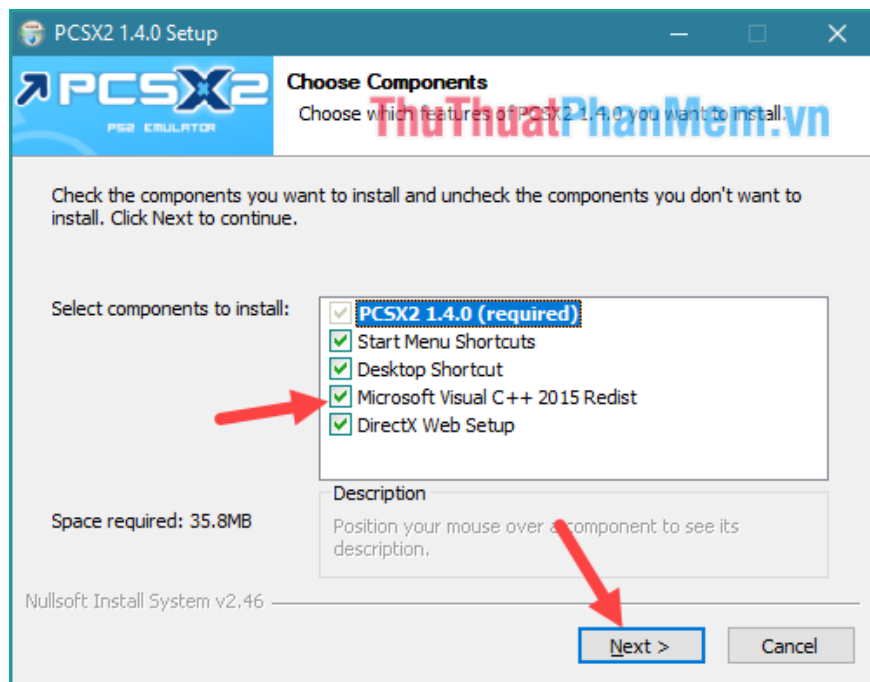 PCSX2 1.4.0 Setup
PCSX2
PS2 EMULATOR
Choose Components
Choose which features of PCSX2 1.4.0 you want to install.
ThuThuatPhanMem.vn
Check the components you want to install and uncheck the components you don't want to
install. Click Next to continue.
Select components to install:
PCSX2 1.4.0 (required)
Start Menu Shortcuts
Desktop Shortcut
Microsoft Visual C++ 2015 Redist
DirectX Web Setup
Space required: 35.8MB
Description
Position your mouse over a component to see its
description.
Nullsoft Install System v2.46
Next >
Cancel